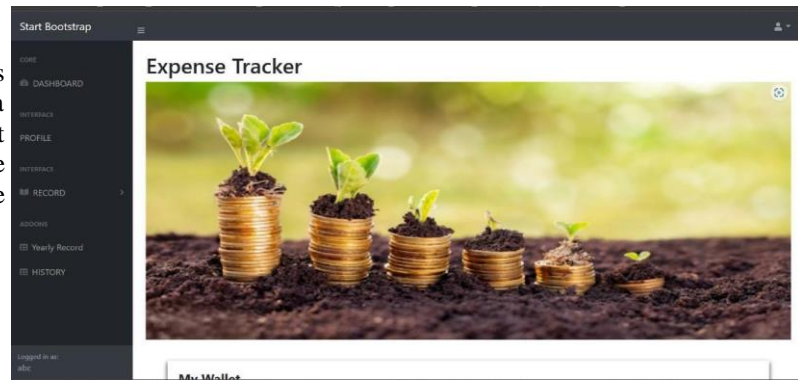 Start Bootstrap
CORE
DASHBOARD
INTERFACE
PROFILE
INTERFACE
RECORD
ADDONS
Yearly Record
HISTORY
Logged in as:
abc
Expense Tracker
My Wallet